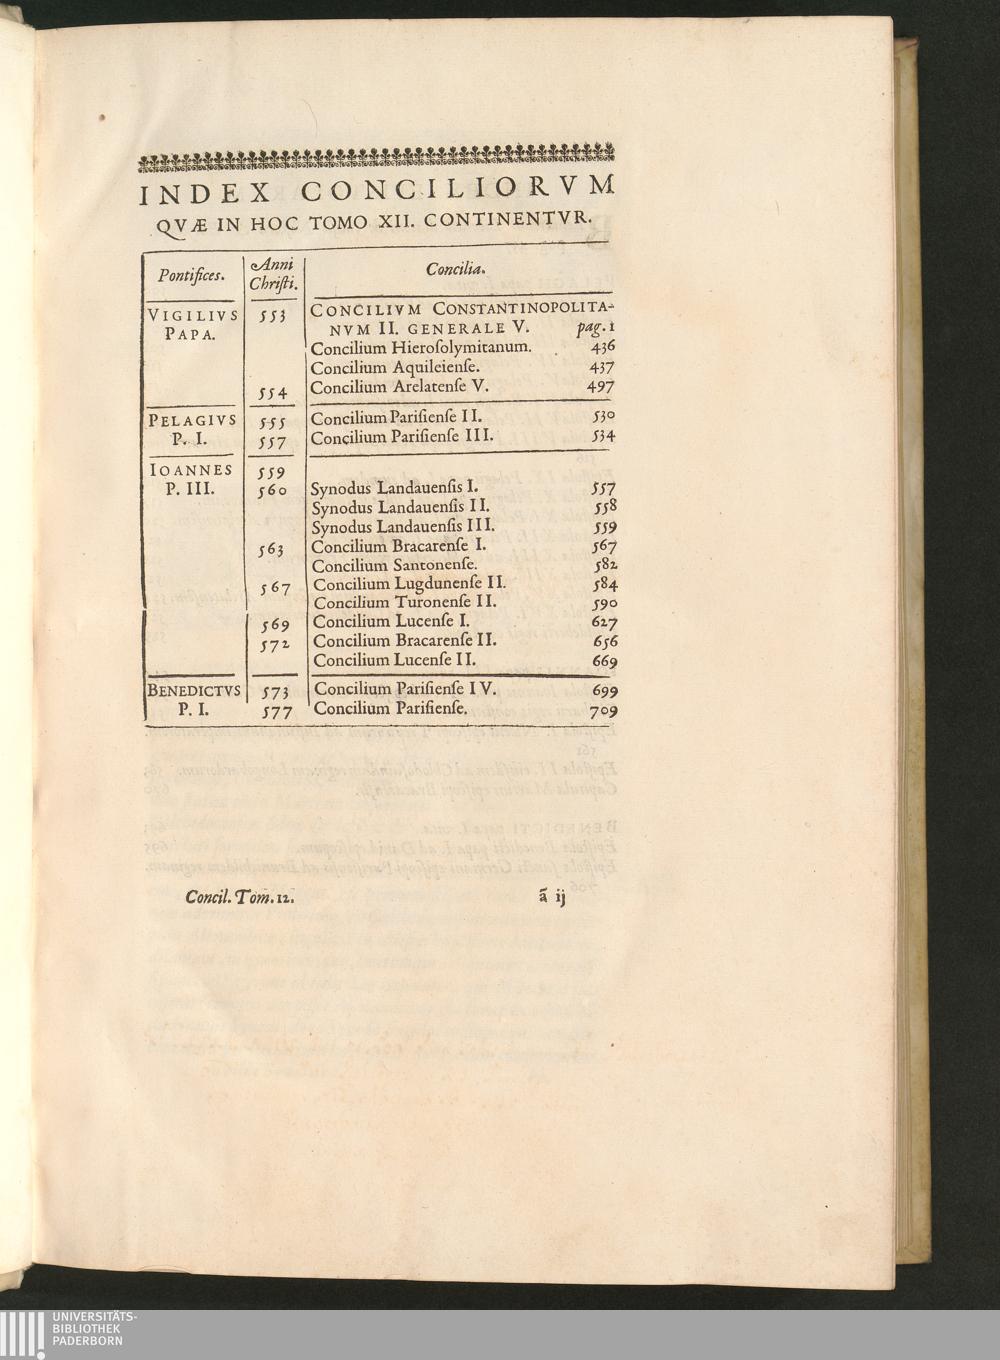 INDEX CONCILIORVM
QVÆ IN HOC TOMO XII. CONTINENTVR.
Pontifices. Anni Christi. Concilia.
VIGILIVS 553 CONCILIVM CONSTANTINOPOLITA-
PAPA. NVM II. GENERALE V. pag. 1
Concilium Hierosolymitanum. 436
Concilium Aquileiense. 437
554 Concilium Arelatense V. 497
PELAGIVS 555 Concilium Parisiense II. 530
P. I. 557 Concilium Parisiense III. 534
IOANNES 559
P. III. 560 Synodus Landauensis I. 557
Synodus Landauensis II. 558
Synodus Landauensis III. 559
563 Concilium Bracarense I. 567
Concilium Santonense. 582
567 Concilium Lugdunense II. 584
Concilium Turonense II. 590
569 Concilium Lucense I. 627
572 Concilium Bracarense II. 656
Concilium Lucense II. 669
BENEDICTVS 573 Concilium Parisiense IV. 699
P. I. 577 Concilium Parisiense. 709
Concil. Tom. 12. ã ij
UNIVERSITÄTS-
BIBLIOTHEK
PADERBORN